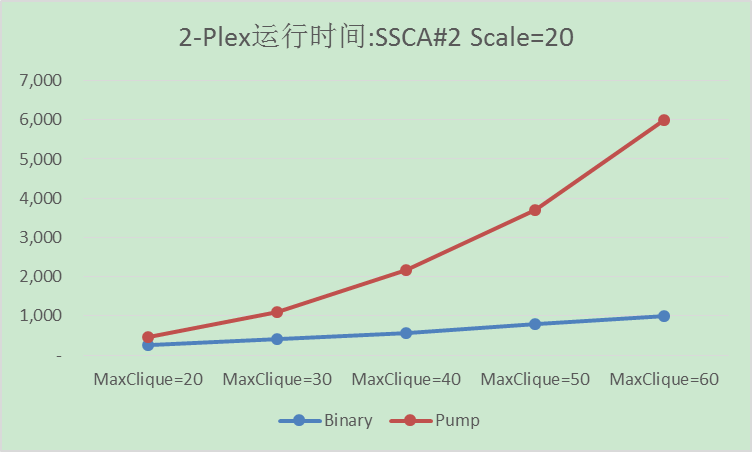 2-Plex运行时间:SSCA#2 Scale=20
7,000
6,000
5,000
4,000
3,000
2,000
1,000
-
MaxClique=20 MaxClique=30 MaxClique=40 MaxClique=50 MaxClique=60
Binary Pump